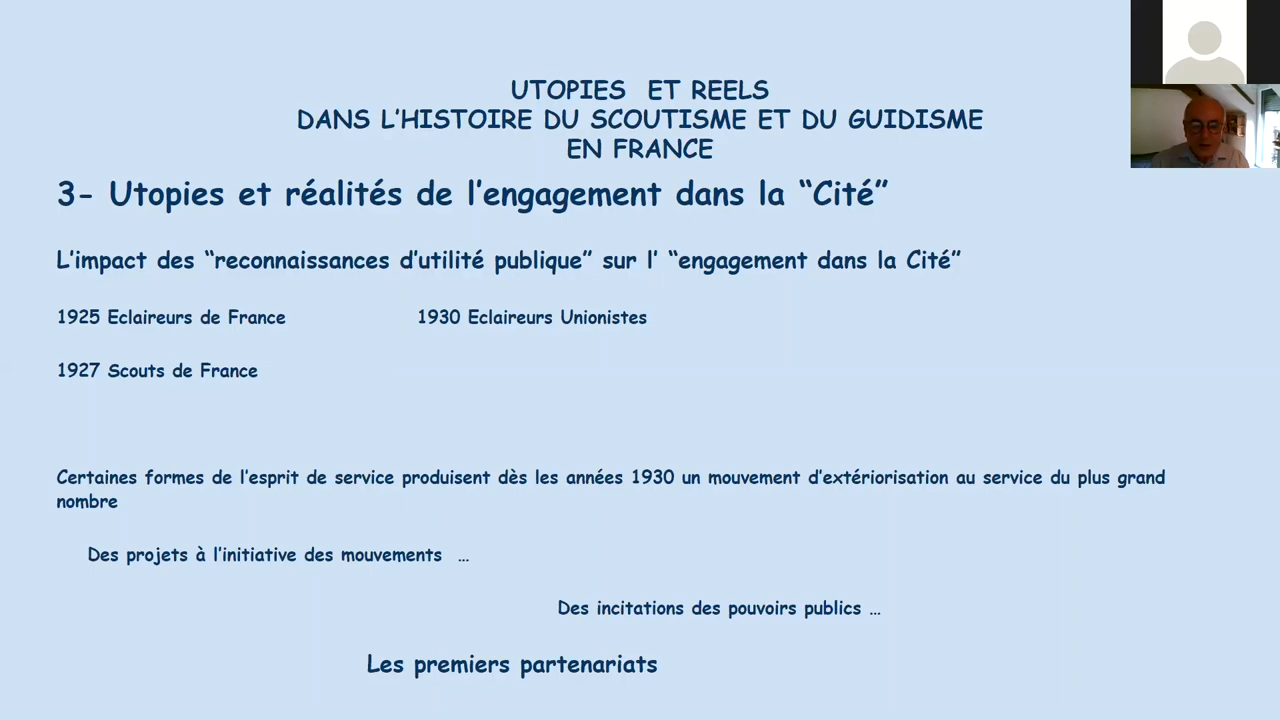 UTOPIES ET REELS
DANS L'HISTOIRE DU SCOUTISME ET DU GUIDISME
EN FRANCE
3- Utopies et réalités de l'engagement dans la “Cité”
L'impact des “reconnaissances d'utilité publique” sur l' “engagement dans la Cité”
1925 Eclaireurs de France 1930 Eclaireurs Unionistes
1927 Scouts de France
Certaines formes de l'esprit de service produisent dès les années 1930 un mouvement d'extériorisation au service du plus grand
nombre
Des projets à l'initiative des mouvements …
Des incitations des pouvoirs publics …
Les premiers partenariats